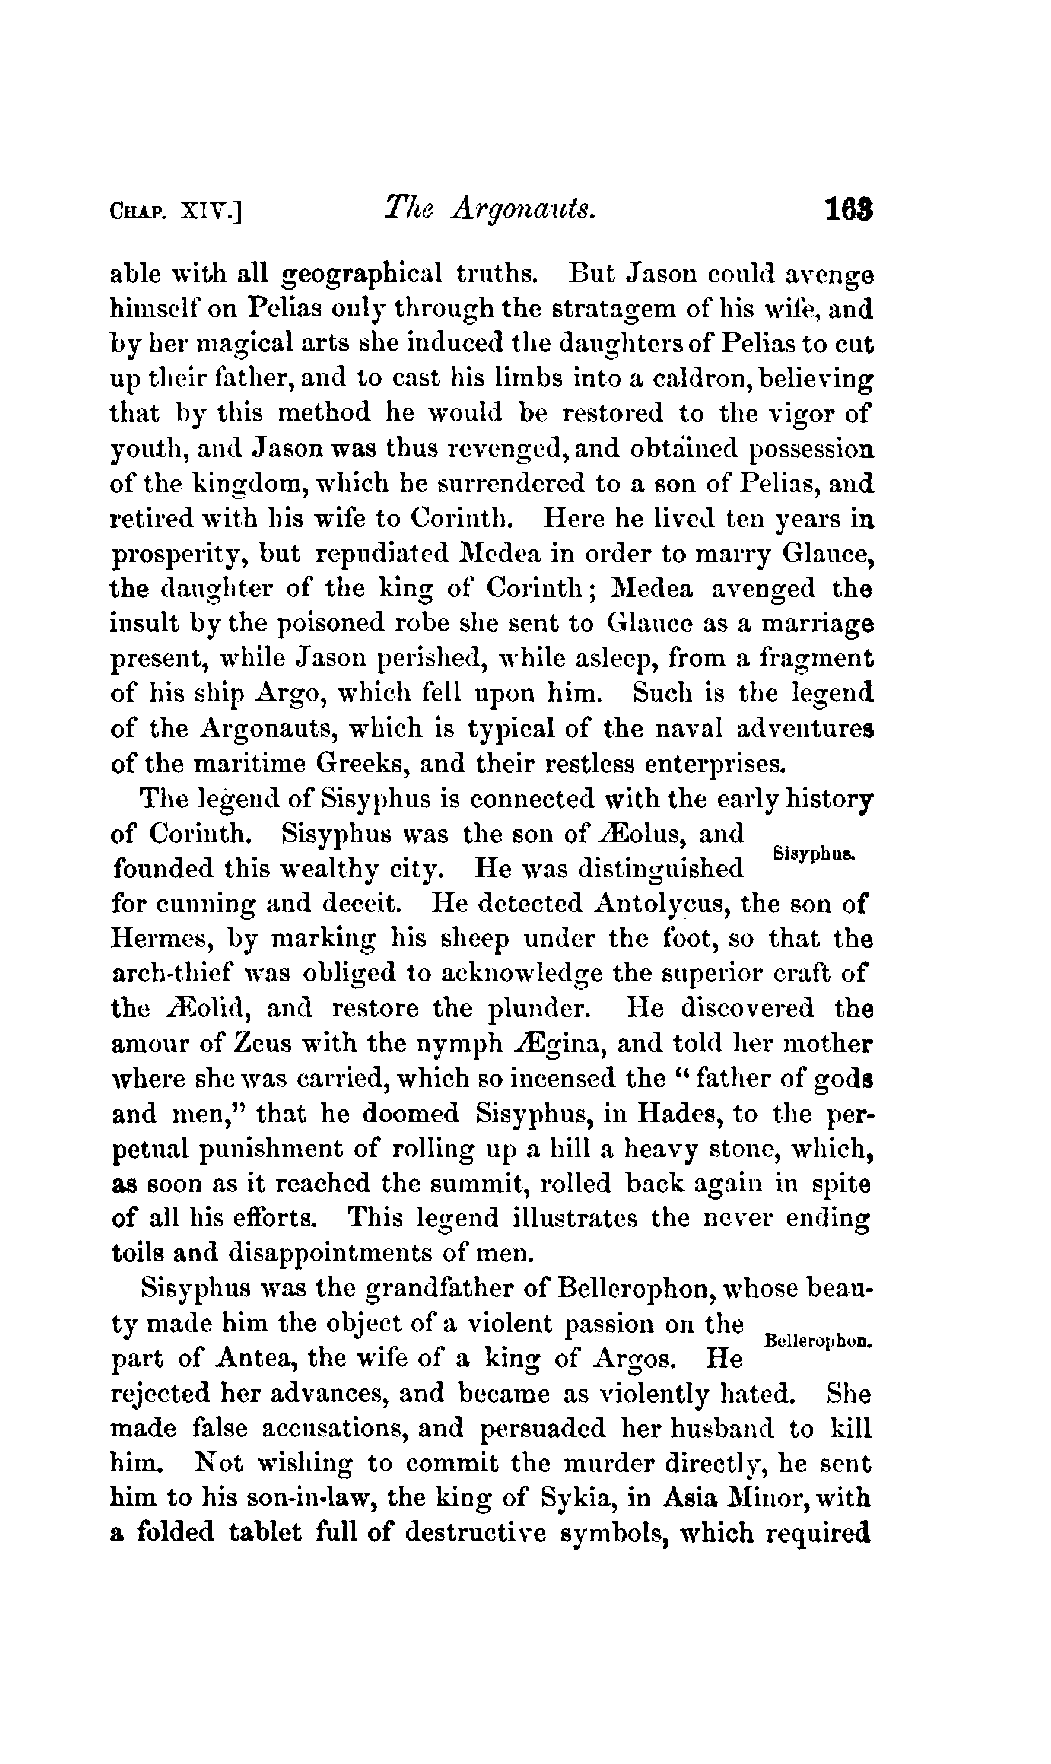 CHAP. XIV.] The Argonauts. 163
able with all geographical truths. But Jason could avenge
himself on Pelias only through the stratagem of his wife, and
by her magical arts she induced the daughters of Pelias to cut
up their father, and to cast his limbs into a caldron, believing
that by this method he would be restored to the vigor of
youth, and Jason was thus revenged, and obtained possession
of the kingdom, which he surrendered to a son of Pelias, and
retired with his wife to Corinth. Here he lived ten years in
prosperity, but repudiated Medea in order to marry Glauce,
the daughter of the king of Corinth; Medea avenged the
insult by the poisoned robe she sent to Glauce as a marriage
present, while Jason perished, while asleep, from a fragment
of his ship Argo, which fell upon him. Such is the legend
of the Argonauts, which is typical of the naval adventures
of the maritime Greeks, and their restless enterprises.
The legend of Sisyphus is connected with the early history
of Corinth. Sisyphus was the son of Æolus, and
Sisyphus.
founded this wealthy city. He was distinguished
for cunning and deceit. He detected Antolycus, the son of
Hermes, by marking his sheep under the foot, so that the
arch-thief was obliged to acknowledge the superior craft of
the Æolid, and restore the plunder. He discovered the
amour of Zeus with the nymph Ægina, and told her mother
where she was carried, which so incensed the "father of gods
and men," that he doomed Sisyphus, in Hades, to the per-
petual punishment of rolling up a hill a heavy stone, which,
as soon as it reached the summit, rolled back again in spite
of all his efforts. This legend illustrates the never ending
toils and disappointments of men.
Sisyphus was the grandfather of Bellerophon, whose beau-
ty made him the object of a violent passion on the
Bellerophon.
part of Antea, the wife of a king of Argos. He
rejected her advances, and became as violently hated. She
made false accusations, and persuaded her husband to kill
him. Not wishing to commit the murder directly, he sent
him to his son-in-law, the king of Sykia, in Asia Minor, with
a folded tablet full of destructive symbols, which required